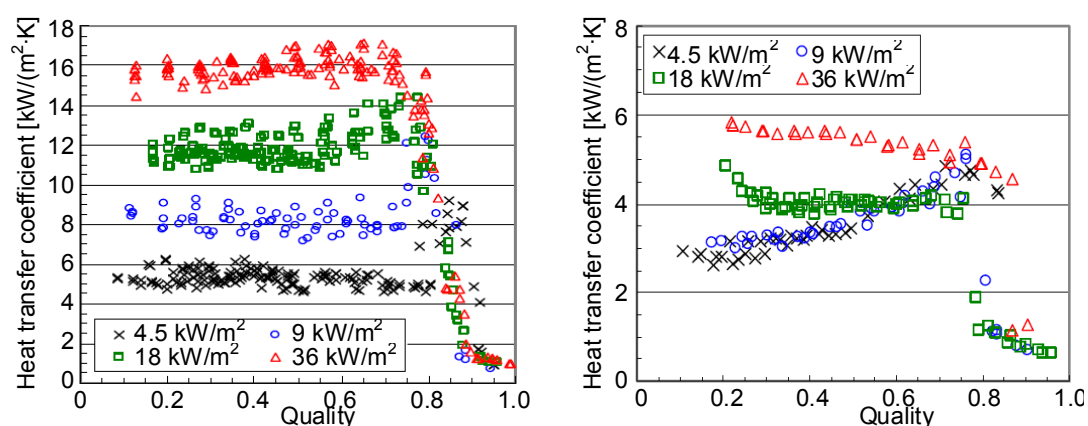 Heat transfer coefficient [kW/(m²·K]
18
16
14
12
10
8
6
4
2
0
× 4.5 kW/m² ○ 9 kW/m²
□ 18 kW/m² △ 36 kW/m²
0 0.2 0.4 0.6 0.8 1.0
Quality
Heat transfer coefficient [kW/(m²·K]
8
6
4
2
0
× 4.5 kW/m² ○ 9 kW/m²
□ 18 kW/m² △ 36 kW/m²
0 0.2 0.4 0.6 0.8 1.0
Quality